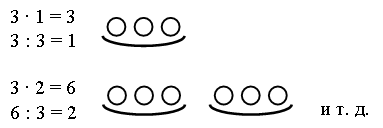 3 · 1 = 3
3 : 3 = 1
3 · 2 = 6
6 : 3 = 2
и т. д.